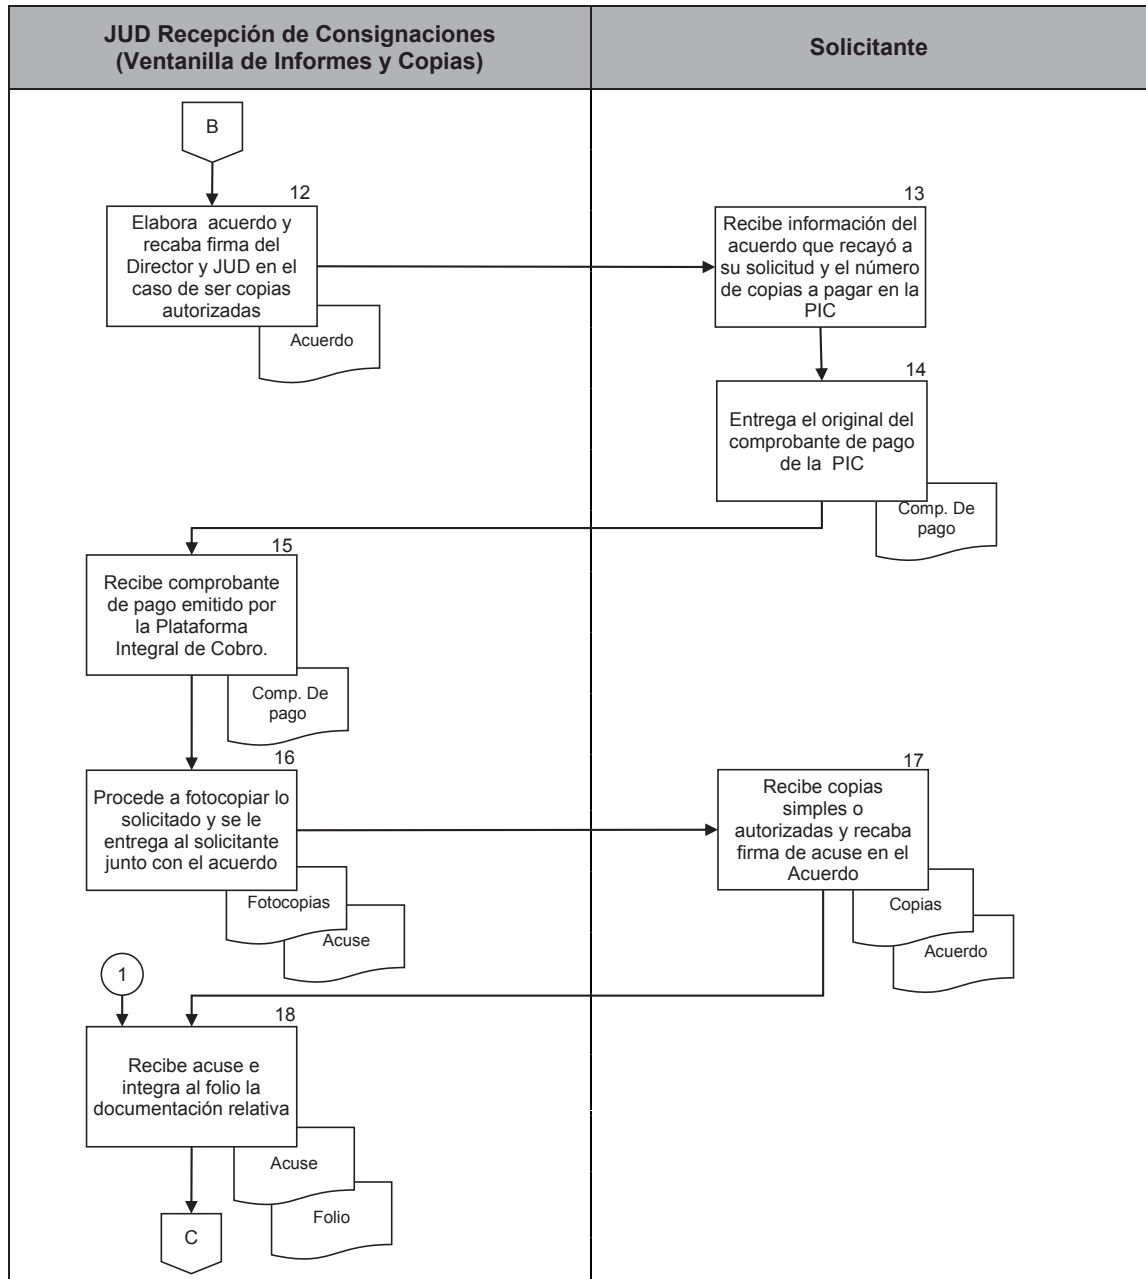 JUD Recepción de Consignaciones
(Ventanilla de Informes y Copias)
Solicitante
B
12
Elabora acuerdo y
recaba firma del
Director y JUD en el
caso de ser copias
autorizadas
Acuerdo
13
Recibe información del
acuerdo que recayó a
su solicitud y el número
de copias a pagar en la
PIC
14
Entrega el original del
comprobante de pago
de la PIC
Comp. De
pago
15
Recibe comprobante
de pago emitido por
la Plataforma
Integral de Cobro.
Comp. De
pago
16
Procede a fotocopiar lo
solicitado y se le
entrega al solicitante
junto con el acuerdo
Fotocopias
Acuse
17
Recibe copias
simples o
autorizadas y recaba
firma de acuse en el
Acuerdo
Copias
Acuerdo
1
18
Recibe acuse e
integra al folio la
documentación relativa
Acuse
Folio
C